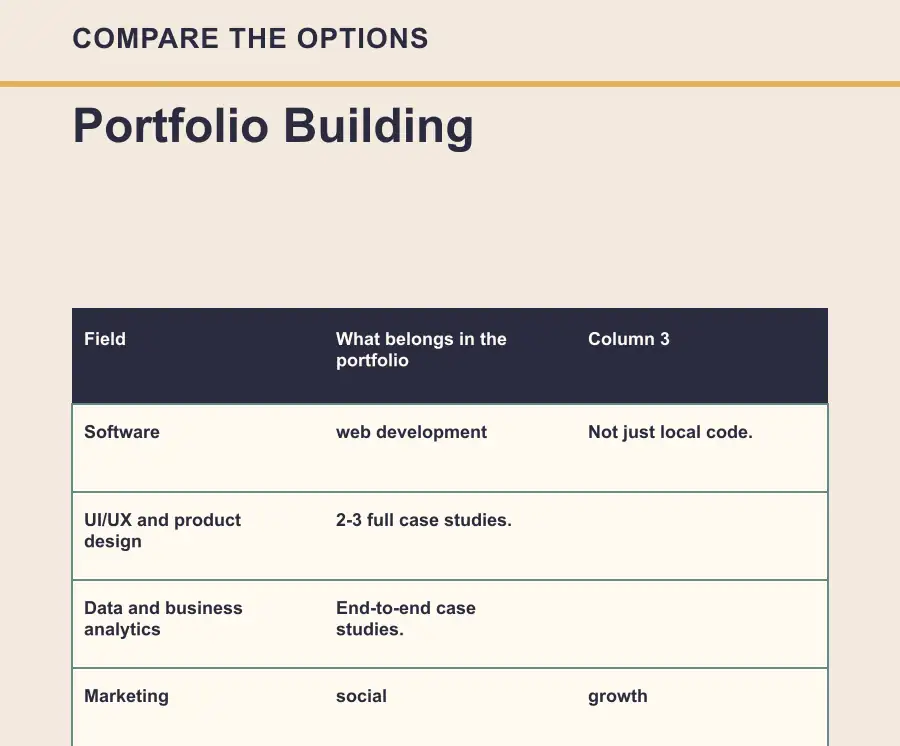 COMPARE THE OPTIONS
Portfolio Building
Field
What belongs in the
portfolio
Column 3
Software
web development
Not just local code.
UI/UX and product
design
2-3 full case studies.
Data and business
analytics
End-to-end case
studies.
Marketing
social
growth